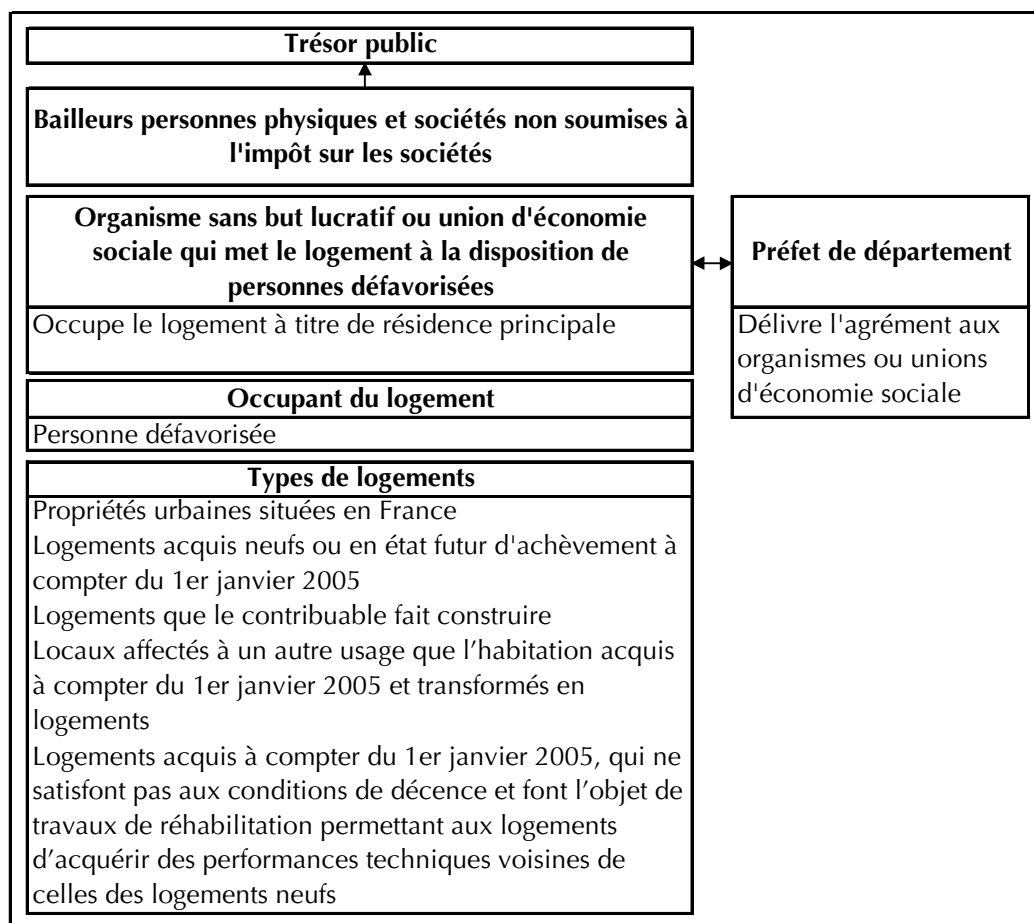 Trésor public
Bailleurs personnes physiques et sociétés non soumises à
l'impôt sur les sociétés
Organisme sans but lucratif ou union d'économie
sociale qui met le logement à la disposition de
personnes défavorisées
Occupe le logement à titre de résidence principale
Préfet de département
Délivre l'agrément aux
organismes ou unions
d'économie sociale
Occupant du logement
Personne défavorisée
Types de logements
Propriétés urbaines situées en France
Logements acquis neufs ou en état futur d'achèvement à
compter du 1er janvier 2005
Logements que le contribuable fait construire
Locaux affectés à un autre usage que l’habitation acquis
à compter du 1er janvier 2005 et transformés en
logements
Logements acquis à compter du 1er janvier 2005, qui ne
satisfont pas aux conditions de décence et font l’objet de
travaux de réhabilitation permettant aux logements
d’acquérir des performances techniques voisines de
celles des logements neufs